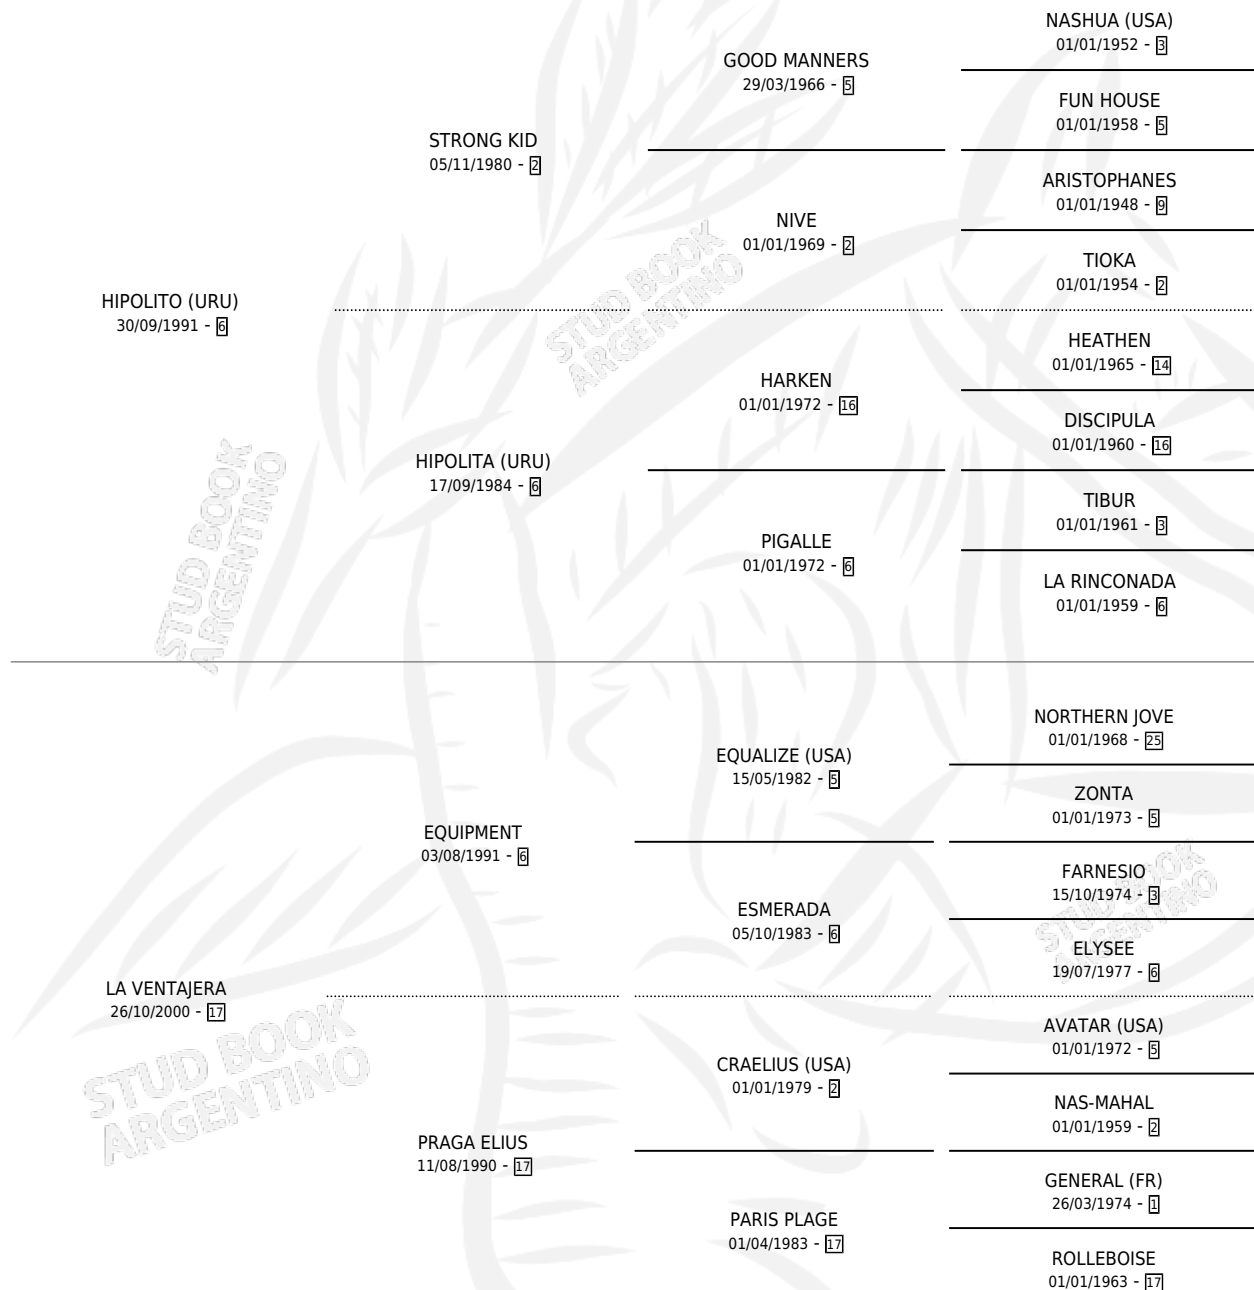 NASHUA (USA)
01/01/1952 - 3
GOOD MANNERS
29/03/1966 - 5
FUN HOUSE
01/01/1958 - 5
STRONG KID
05/11/1980 - 2
ARISTOPHANES
01/01/1948 - 9
NIVE
01/01/1969 - 2
TIOKA
01/01/1954 - 2
HIPOLITO (URU)
30/09/1991 - 6
HEATHEN
01/01/1965 - 14
HARKEN
01/01/1972 - 16
DISCIPULA
01/01/1960 - 16
HIPOLITA (URU)
17/09/1984 - 6
TIBUR
01/01/1961 - 3
PIGALLE
01/01/1972 - 6
LA RINCONADA
01/01/1959 - 6
STUD BOOK
ARGENTINO
STUD BOOK
ARGENTINO
NORTHERN JOVE
01/01/1968 - 25
EQUALIZE (USA)
15/05/1982 - 5
ZONTA
01/01/1973 - 5
EQUIPMENT
03/08/1991 - 6
FARNESIO
15/10/1974 - 3
ESMERADA
05/10/1983 - 6
ELYSEE
19/07/1977 - 6
LA VENTAJERA
26/10/2000 - 17
AVATAR (USA)
01/01/1972 - 5
CRAELIUS (USA)
01/01/1979 - 2
NAS-MAHAL
01/01/1959 - 2
PRAGA ELIUS
11/08/1990 - 17
GENERAL (FR)
26/03/1974 - 1
PARIS PLAGE
01/04/1983 - 17
ROLLEBOISE
01/01/1963 - 17
STUD BOOK
ARGENTINO
STUD BOOK
ARGENTINO